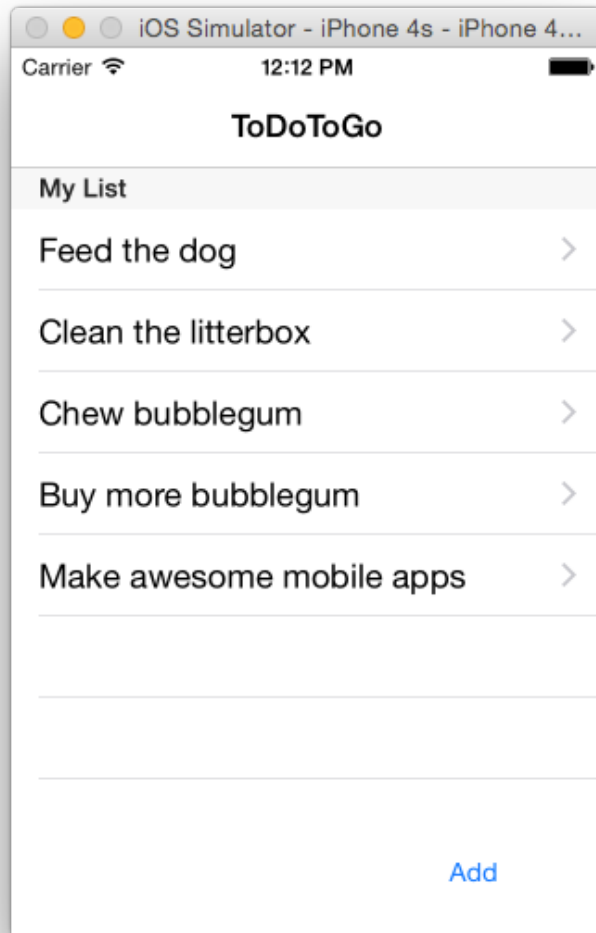 iOS Simulator - iPhone 4s - iPhone 4...
Carrier 12:12 PM
ToDoToGo
My List
Feed the dog
Clean the litterbox
Chew bubblegum
Buy more bubblegum
Make awesome mobile apps
Add